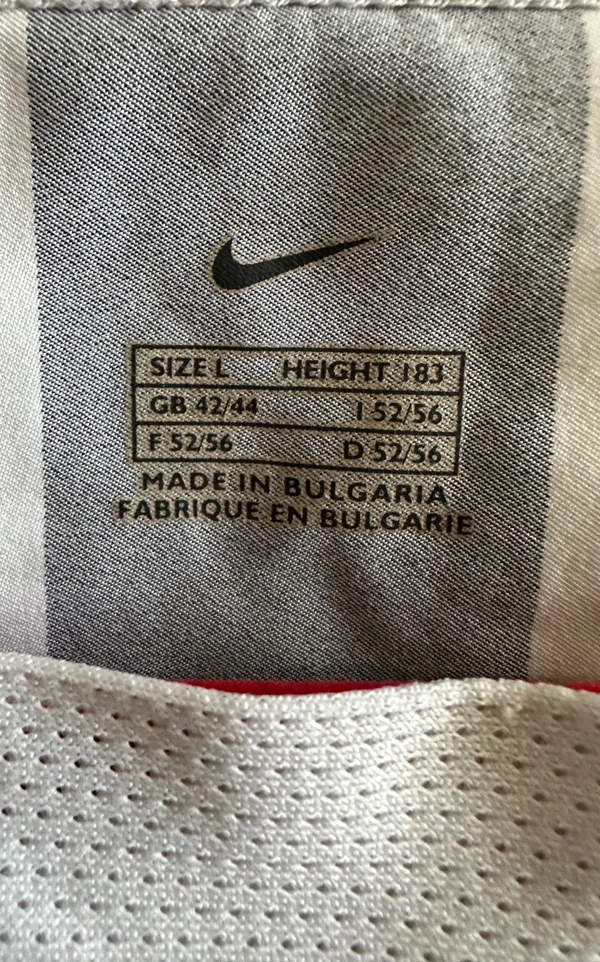 SIZE L HEIGHT 183
GB 42/44 I 52/56
F 52/56 D 52/56
MADE IN BULGARIA
FABRIQUE EN BULGARIE